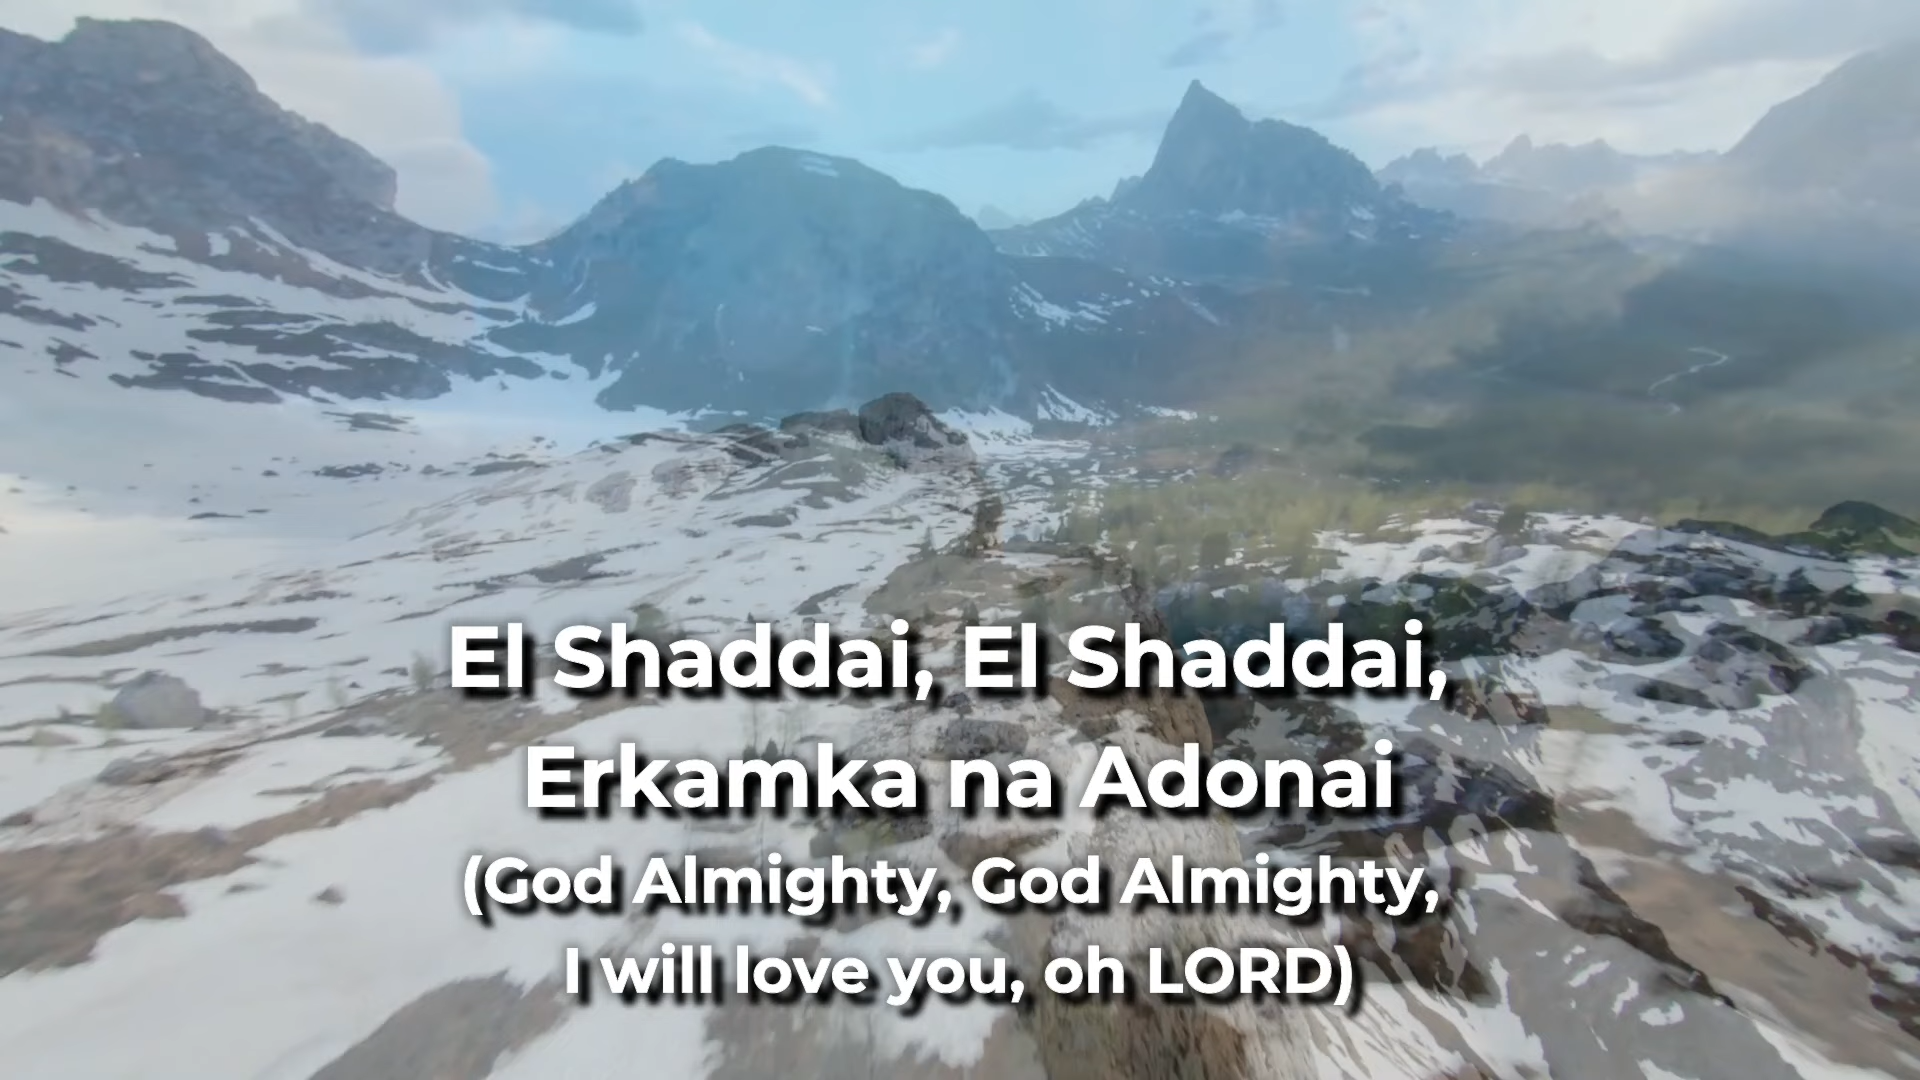 El Shaddai, El Shaddai,
Erkamka na Adonai
(God Almighty, God Almighty,
I will love you, oh LORD)